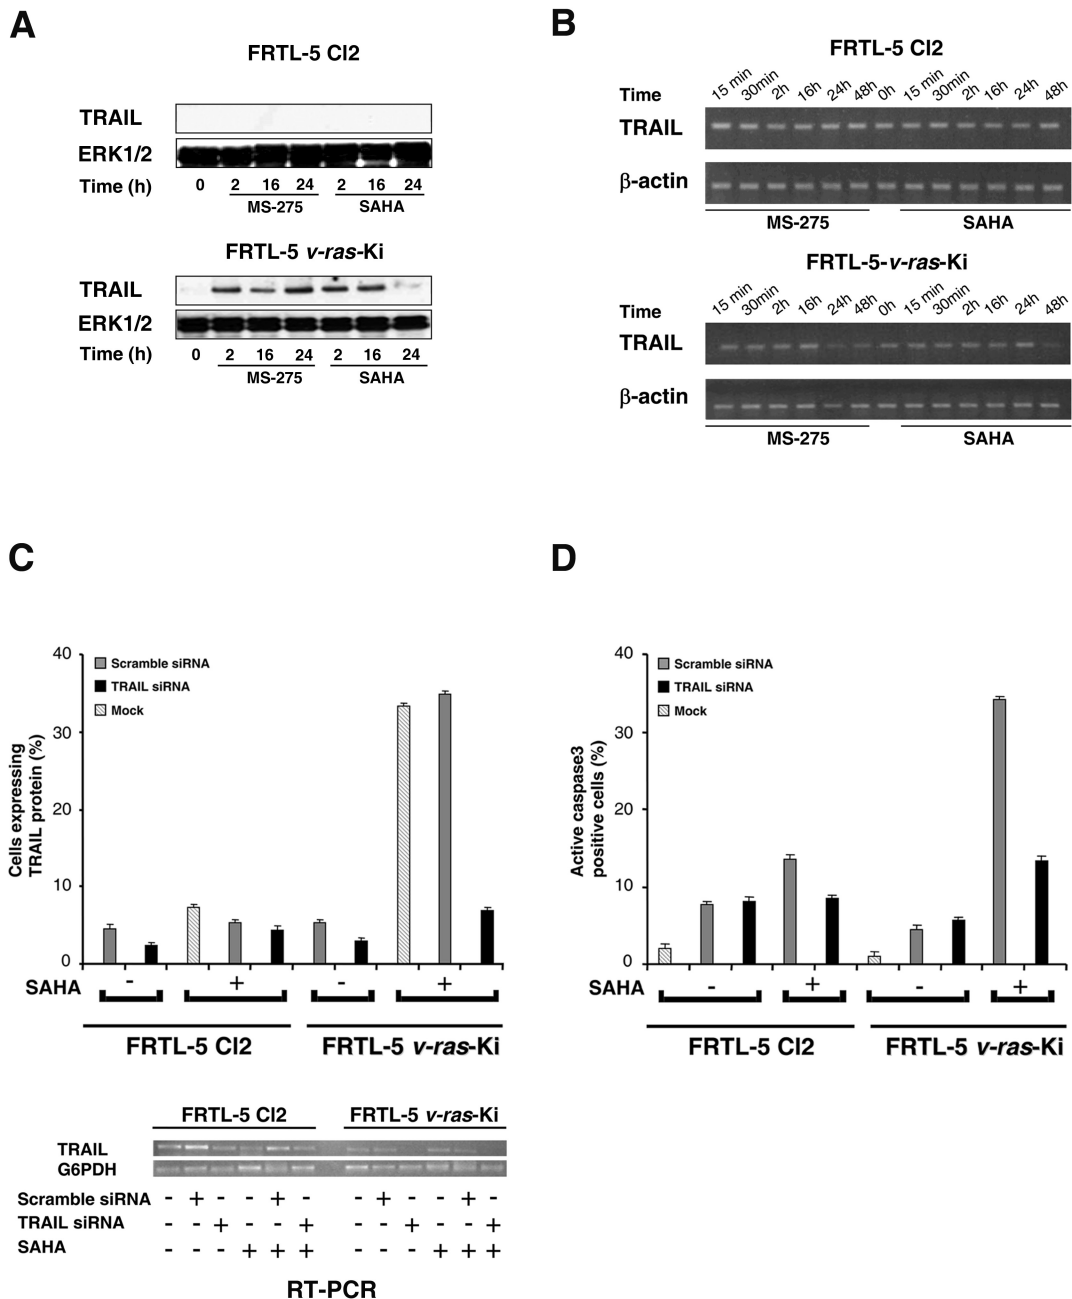 A
FRTL-5 Cl2
TRAIL
ERK1/2
Time (h) 0 2 16 24 2 16 24
MS-275 SAHA
FRTL-5 v-ras-Ki
TRAIL
ERK1/2
Time (h) 0 2 16 24 2 16 24
MS-275 SAHA
B
FRTL-5 Cl2
Time 15 min 30min 2h 16h 24h 48h 0h 15 min 30min 2h 16h 24h 48h
TRAIL
β-actin
MS-275 SAHA
FRTL-5-v-ras-Ki
Time 15 min 30min 2h 16h 24h 48h 0h 15 min 30min 2h 16h 24h 48h
TRAIL
β-actin
MS-275 SAHA
C
Cells expressing
TRAIL protein (%)
40
30
20
10
0
Scramble siRNA
TRAIL siRNA
Mock
SAHA - + - +
FRTL-5 Cl2 FRTL-5 v-ras-Ki
FRTL-5 Cl2 FRTL-5 v-ras-Ki
TRAIL
G6PDH
Scramble siRNA - + - - + - - + - - + -
TRAIL siRNA - - + - - + - - + - - +
SAHA - - - + + + - - - + + +
RT-PCR
D
Active caspase3
positive cells (%)
40
30
20
10
0
Scramble siRNA
TRAIL siRNA
Mock
SAHA - + - +
FRTL-5 Cl2 FRTL-5 v-ras-Ki